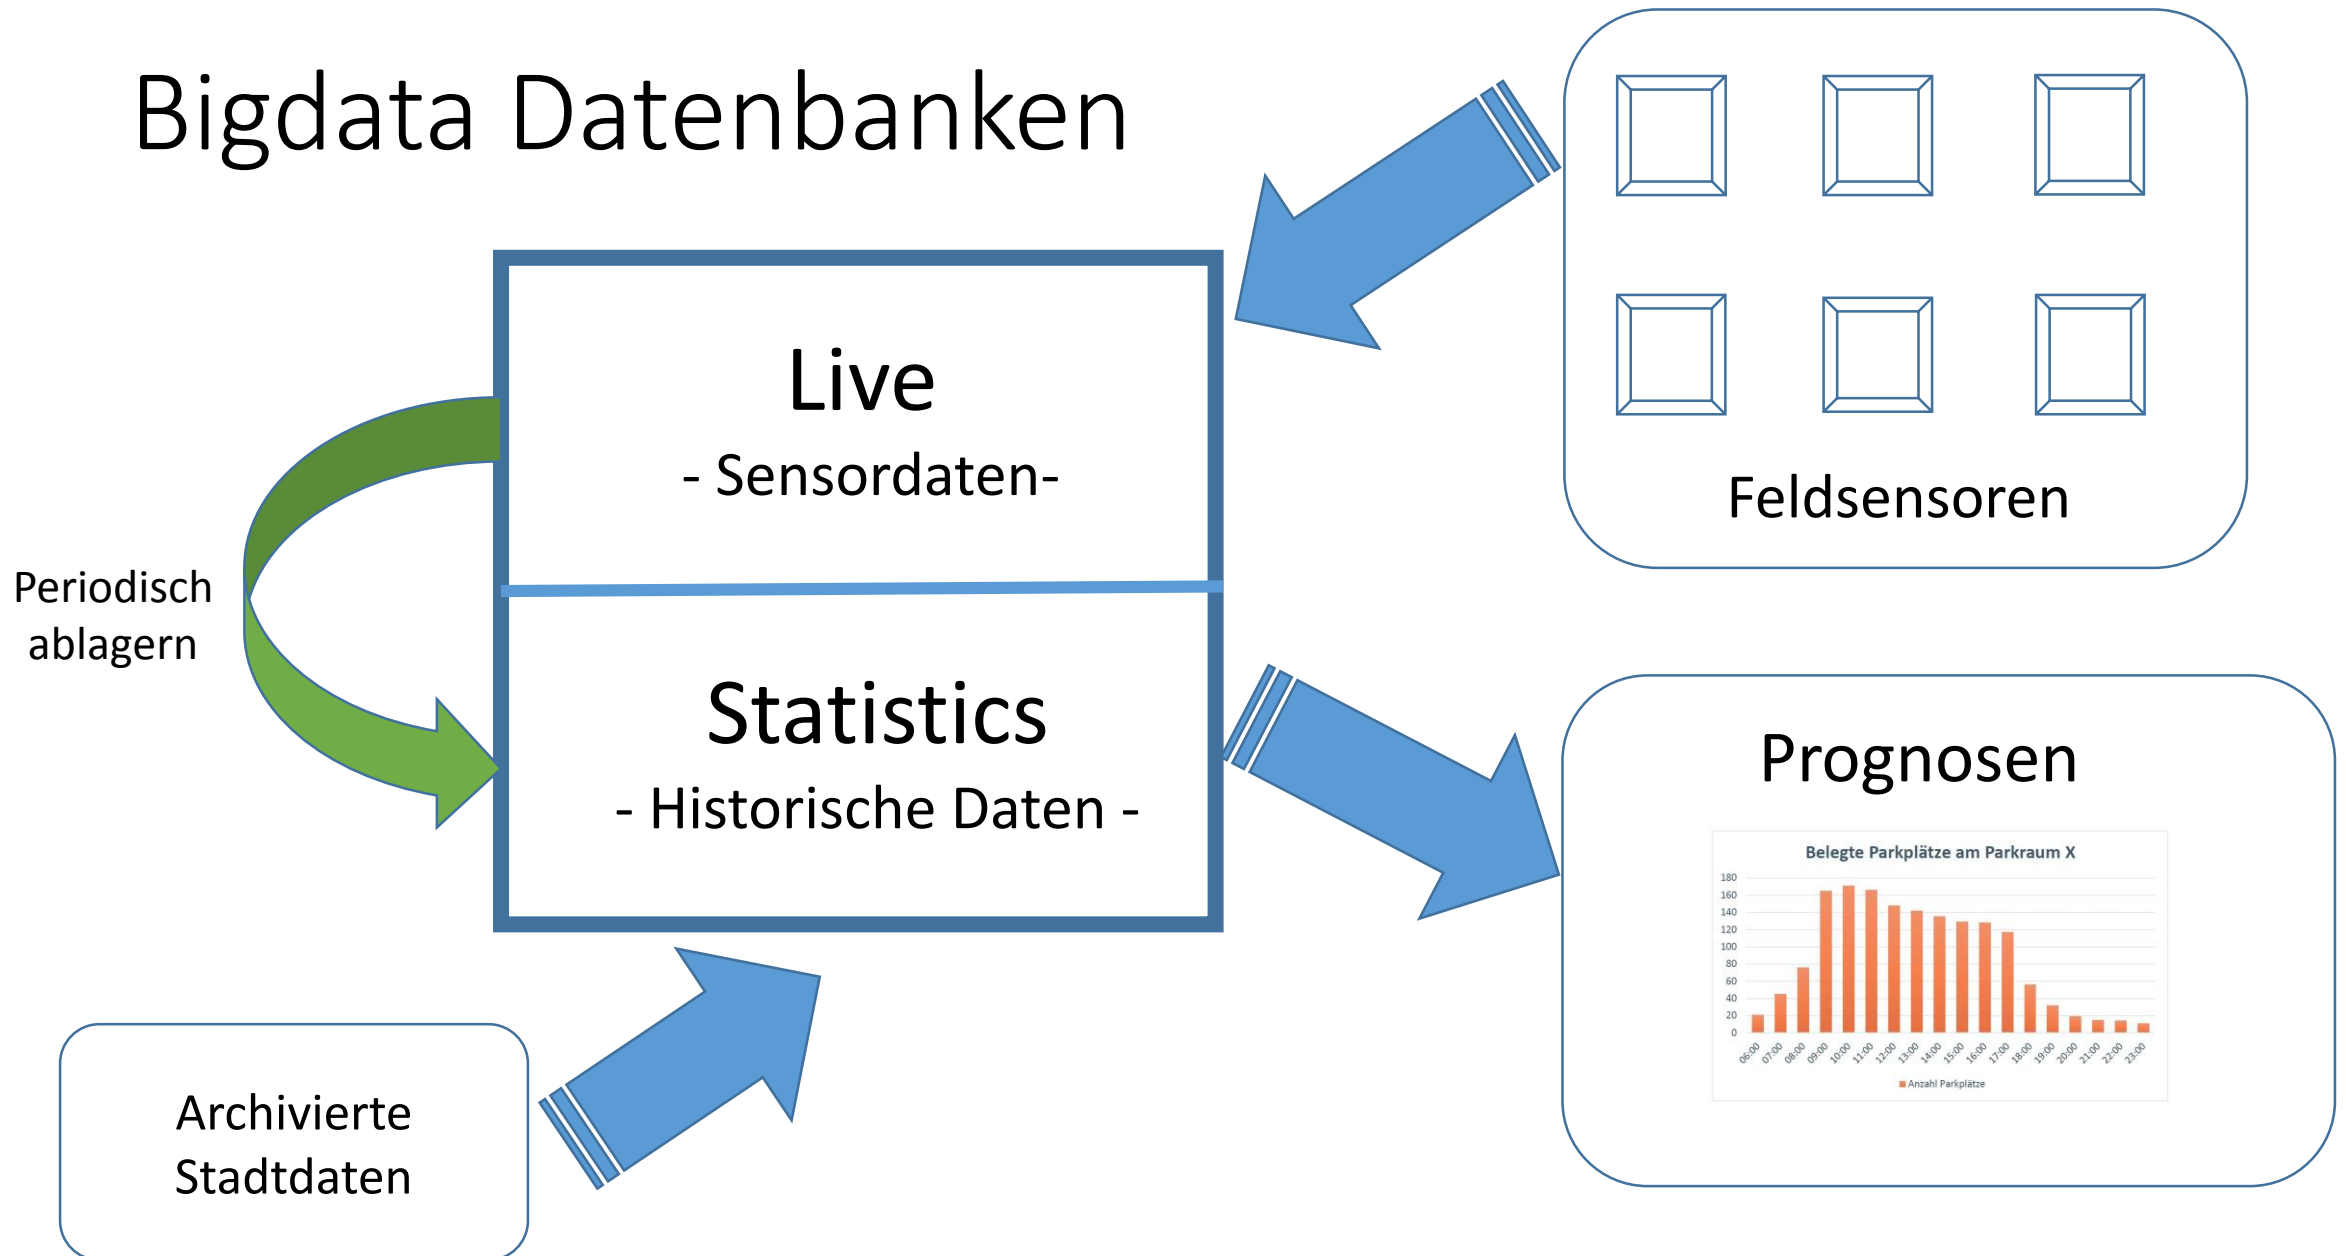 Bigdata Datenbanken
Feldsensoren
Live
- Sensordaten-
Periodisch
ablagern
Statistics
- Historische Daten -
Prognosen
Belegte Parkplätze am Parkraum X
180
160
140
120
100
80
60
40
20
0
06:00 07:00 08:00 09:00 10:00 11:00 12:00 13:00 14:00 15:00 16:00 17:00 18:00 19:00 20:00 21:00 22:00 23:00
Anzahl Parkplätze
Archivierte
Stadtdaten